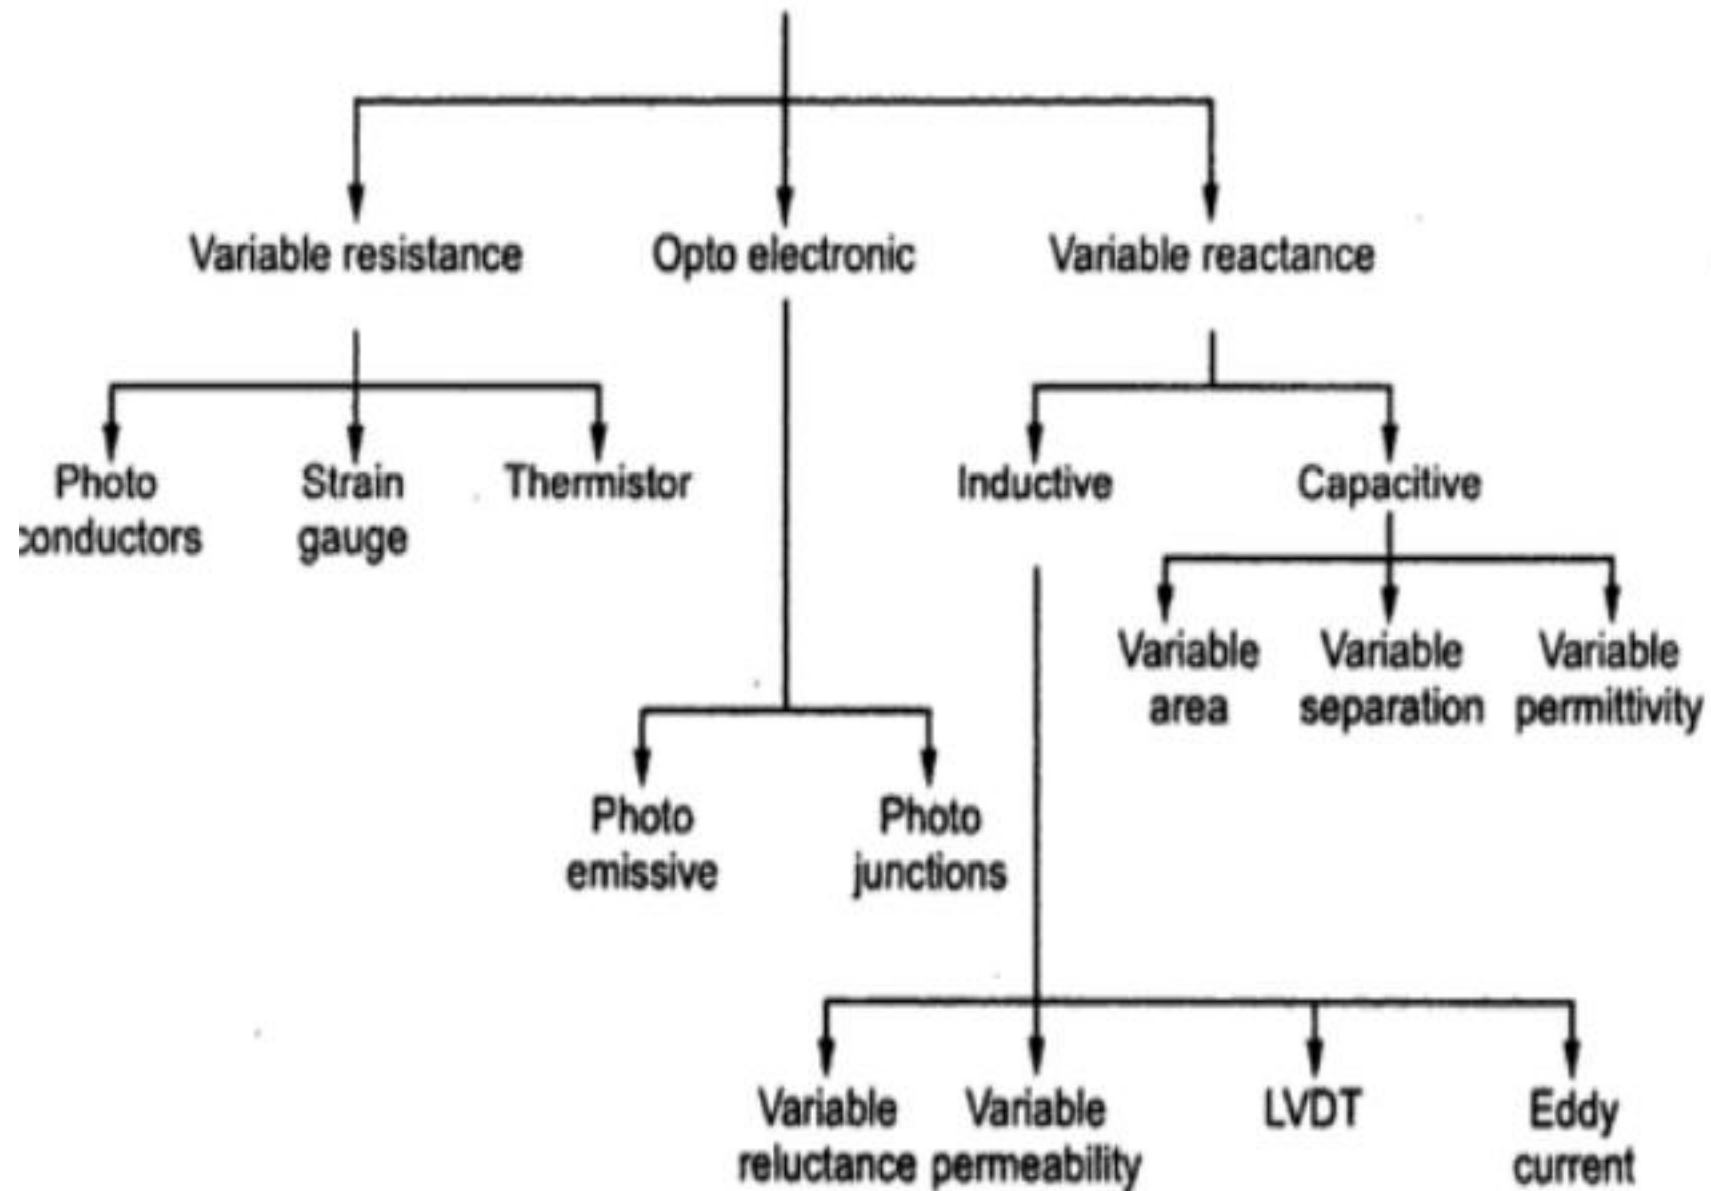 Variable resistance
Opto electronic
Variable reactance
Photo
conductors
Strain
gauge
Thermistor
Inductive
Capacitive
Variable
area
Variable
separation
Variable
permittivity
Photo
emissive
Photo
junctions
Variable
reluctance
Variable
permeability
LVDT
Eddy
current